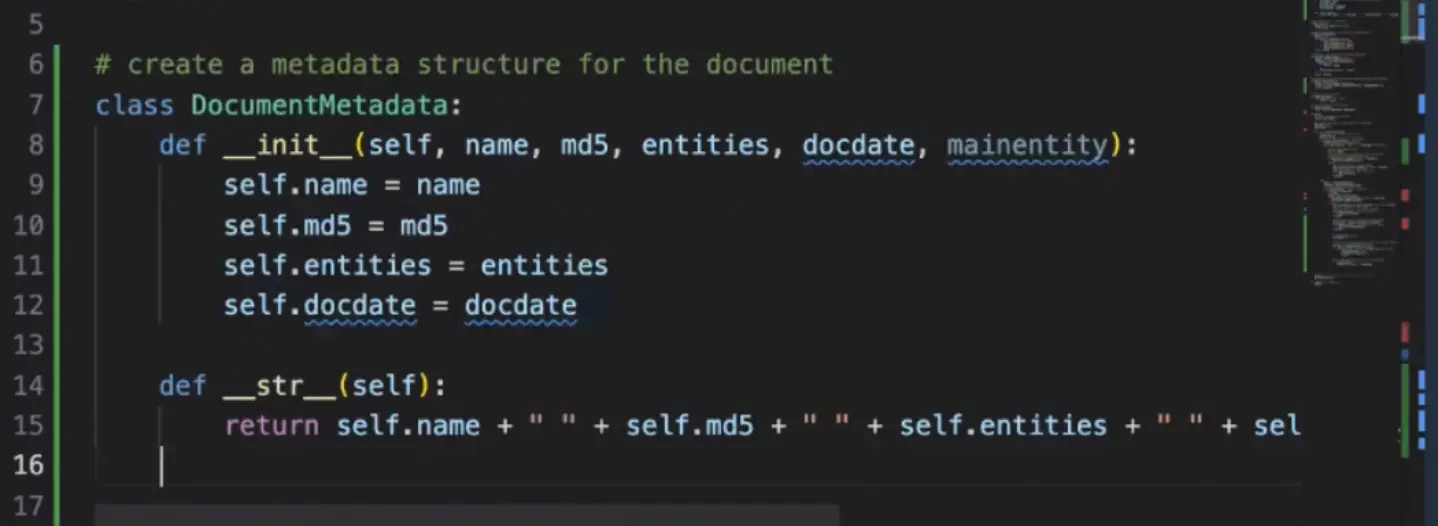 5
6 # create a metadata structure for the document
7 class DocumentMetadata:
8 def __init__(self, name, md5, entities, docdate, mainentity):
9 self.name = name
10 self.md5 = md5
11 self.entities = entities
12 self.docdate = docdate
13
14 def __str__(self):
15 return self.name + " " + self.md5 + " " + self.entities + " " + sel
16
17